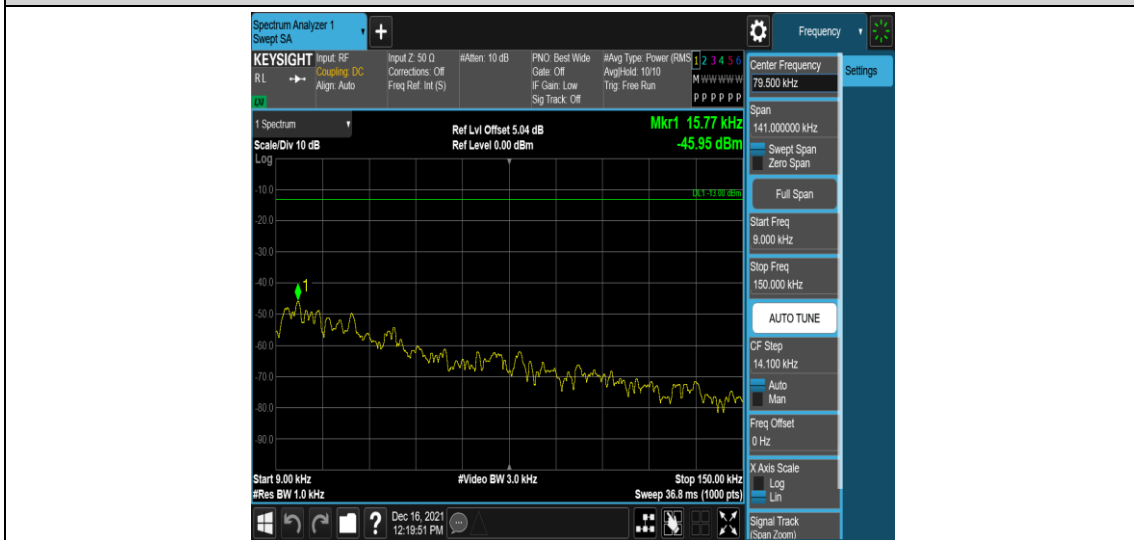 Spectrum Analyzer 1
Swept SA
+
Frequency
KEYSIGHT
RL
LXI
Input: RF
Coupling: DC
Align: Auto
Input Z: 50 Ω
Corrections: Off
Freq Ref: Int (S)
#Atten: 10 dB
PNO: Best Wide
Gate: Off
IF Gain: Low
Sig Track: Off
#Avg Type: Power (RMS
Avg|Hold: 10/10
Trig: Free Run
1 2 3 4 5 6
M W W W W W
P P P P P P
1 Spectrum
Scale/Div 10 dB
Log
Ref Lvl Offset 5.04 dB
Ref Level 0.00 dBm
Mkr1 15.77 kHz
-45.95 dBm
DL1 -13.00 dBm
-10.0
-20.0
-30.0
-40.0
1
-50.0
-60.0
-70.0
-80.0
-90.0
Start 9.00 kHz
#Video BW 3.0 kHz
Stop 150.00 kHz
#Res BW 1.0 kHz
Sweep 36.8 ms (1000 pts)
?
Dec 16, 2021
12:19:51 PM
Center Frequency
79.500 kHz
Settings
Span
141.000000 kHz
Swept Span
Zero Span
Full Span
Start Freq
9.000 kHz
Stop Freq
150.000 kHz
AUTO TUNE
CF Step
14.100 kHz
Auto
Man
Freq Offset
0 Hz
X Axis Scale
Log
Lin
Signal Track
(Span Zoom)